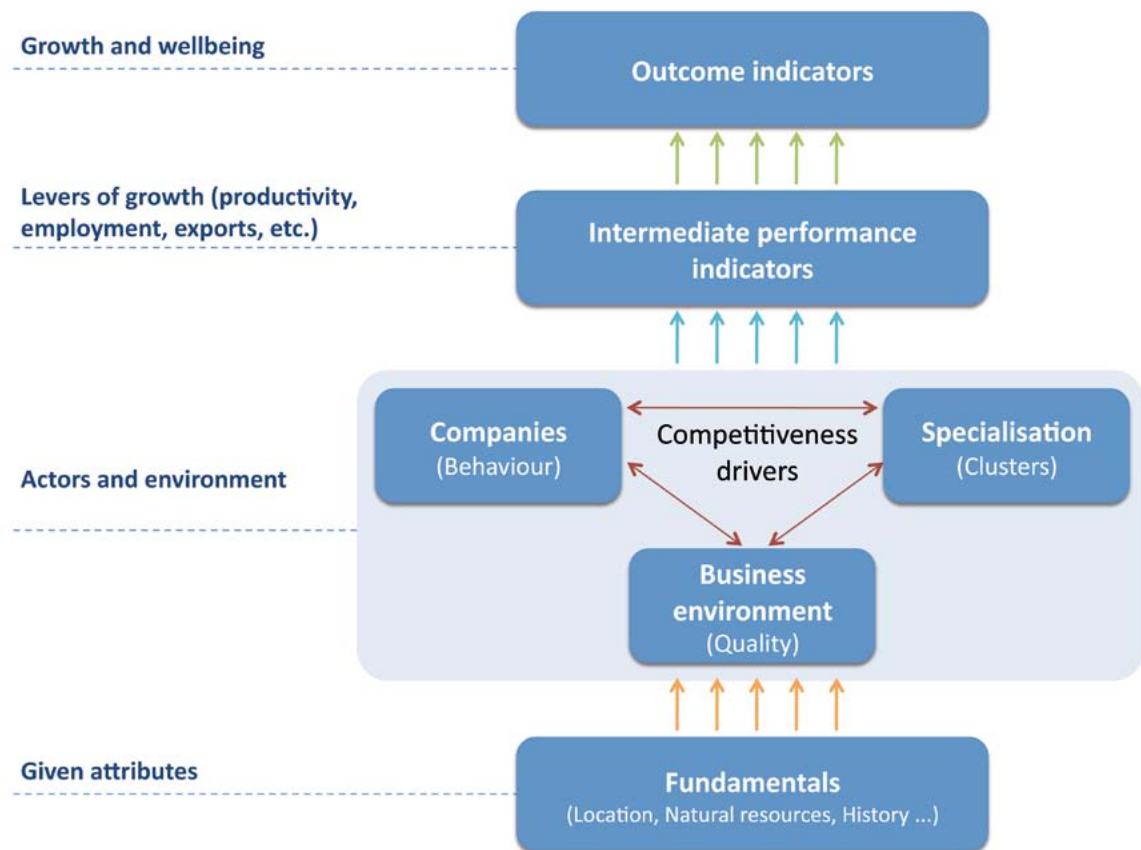 Growth and wellbeing
Outcome indicators
Levers of growth (productivity,
employment, exports, etc.)
Intermediate performance
indicators
Companies
(Behaviour)
Competitiveness
drivers
Specialisation
(Clusters)
Actors and environment
Business
environment
(Quality)
Given attributes
Fundamentals
(Location, Natural resources, History ...)